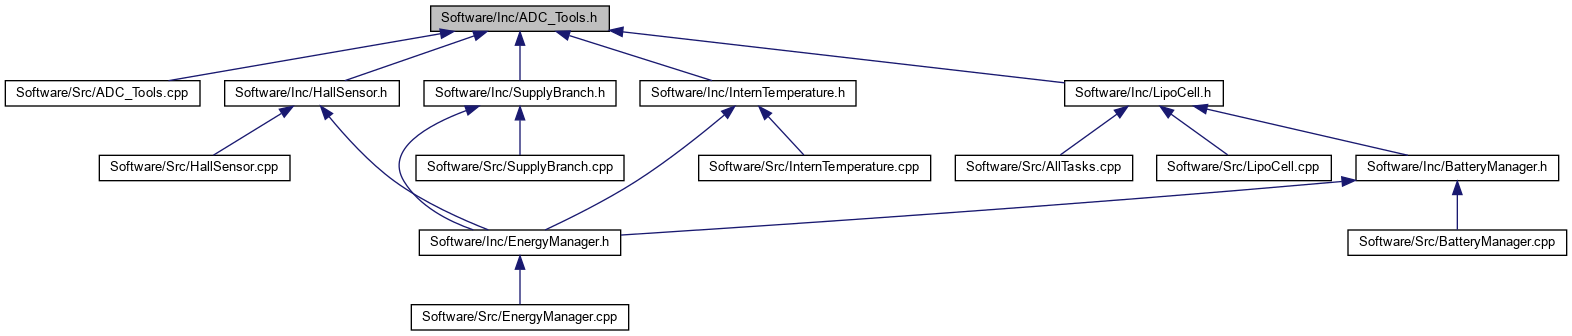 Software/Inc/ADC_Tools.h
Software/Src/ADC_Tools.cpp
Software/Inc/HallSensor.h
Software/Inc/SupplyBranch.h
Software/Inc/InternTemperature.h
Software/Inc/LipoCell.h
Software/Src/HallSensor.cpp
Software/Src/SupplyBranch.cpp
Software/Src/InternTemperature.cpp
Software/Src/AllTasks.cpp
Software/Src/LipoCell.cpp
Software/Inc/BatteryManager.h
Software/Inc/EnergyManager.h
Software/Src/BatteryManager.cpp
Software/Src/EnergyManager.cpp